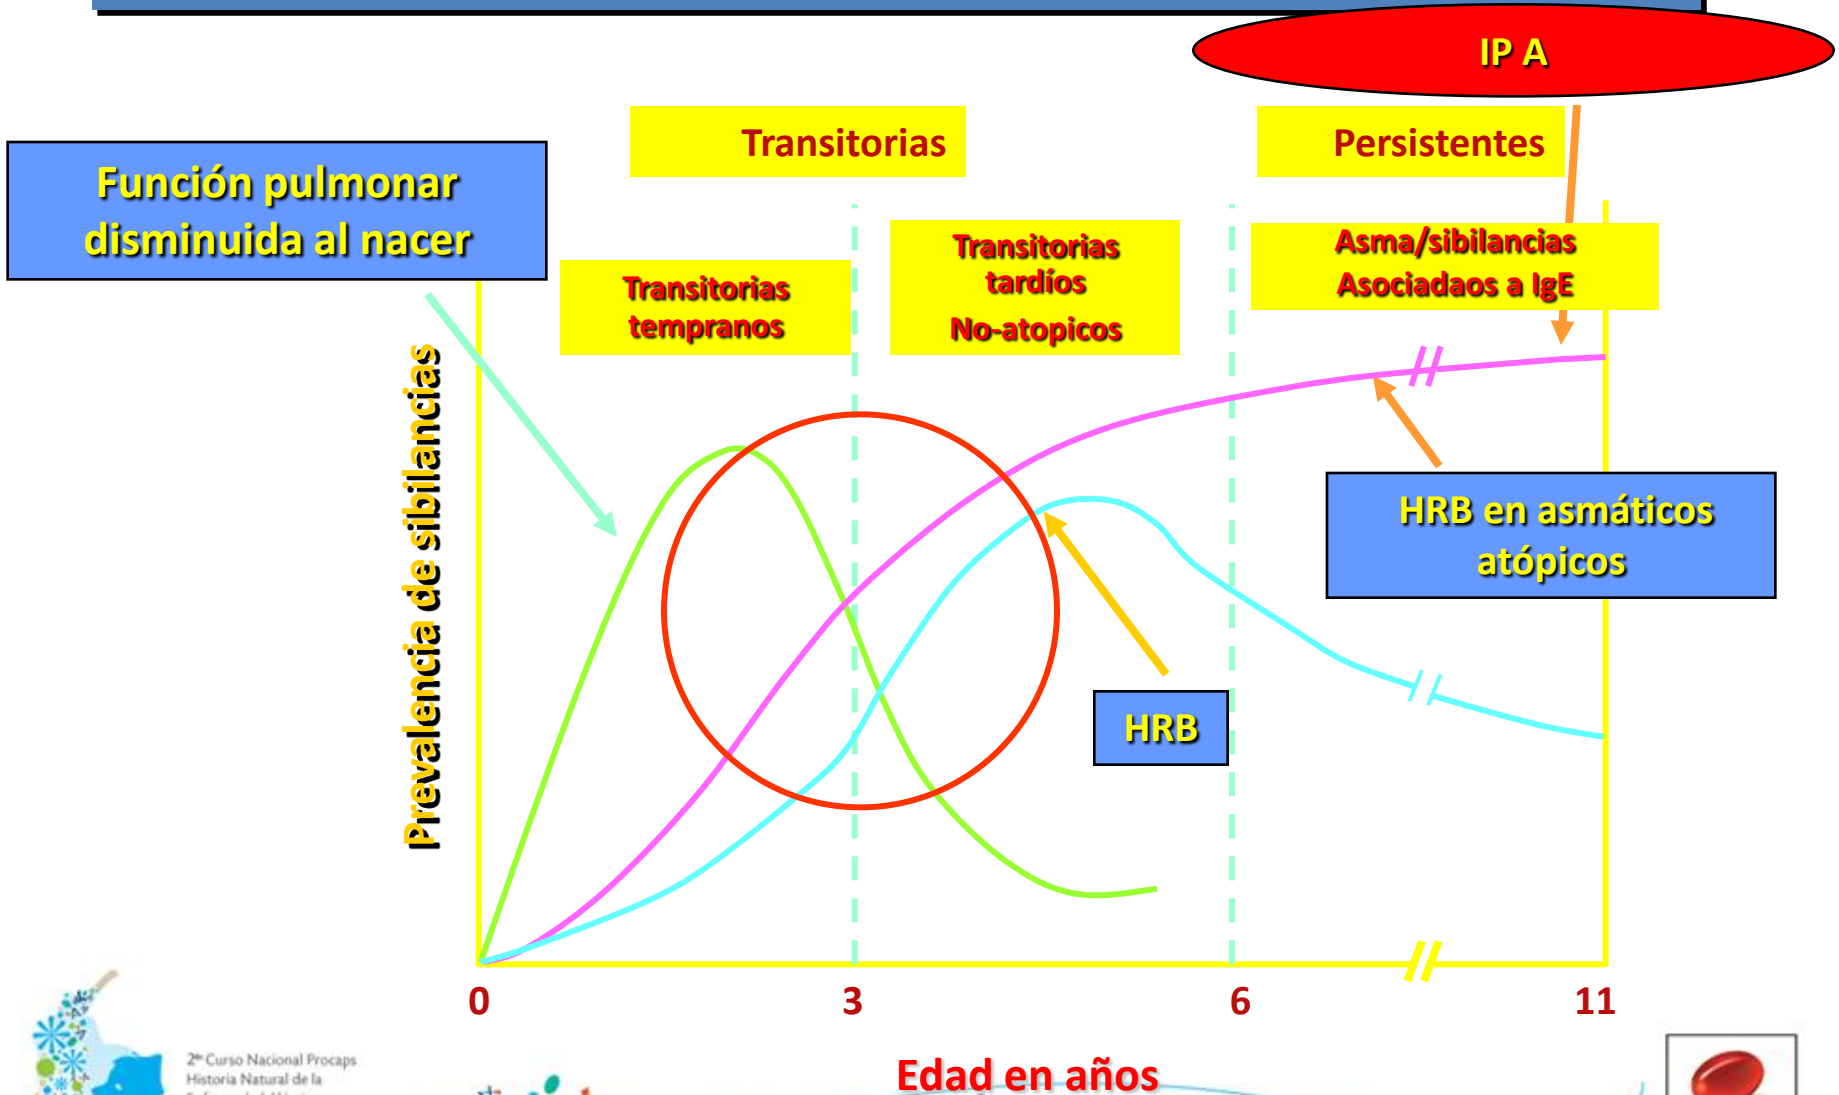 IP A
Transitorias
Persistentes
Función pulmonar
disminuida al nacer
Transitorias
tempranos
Transitorias
tardíos
No-atopicos
Asma/sibilancias
Asociadaos a IgE
Prevalencia de sibilancias
HRB en asmáticos
atópicos
HRB
0
3
6
11
Edad en años
2do Curso Nacional Procaps
Historia Natural de la